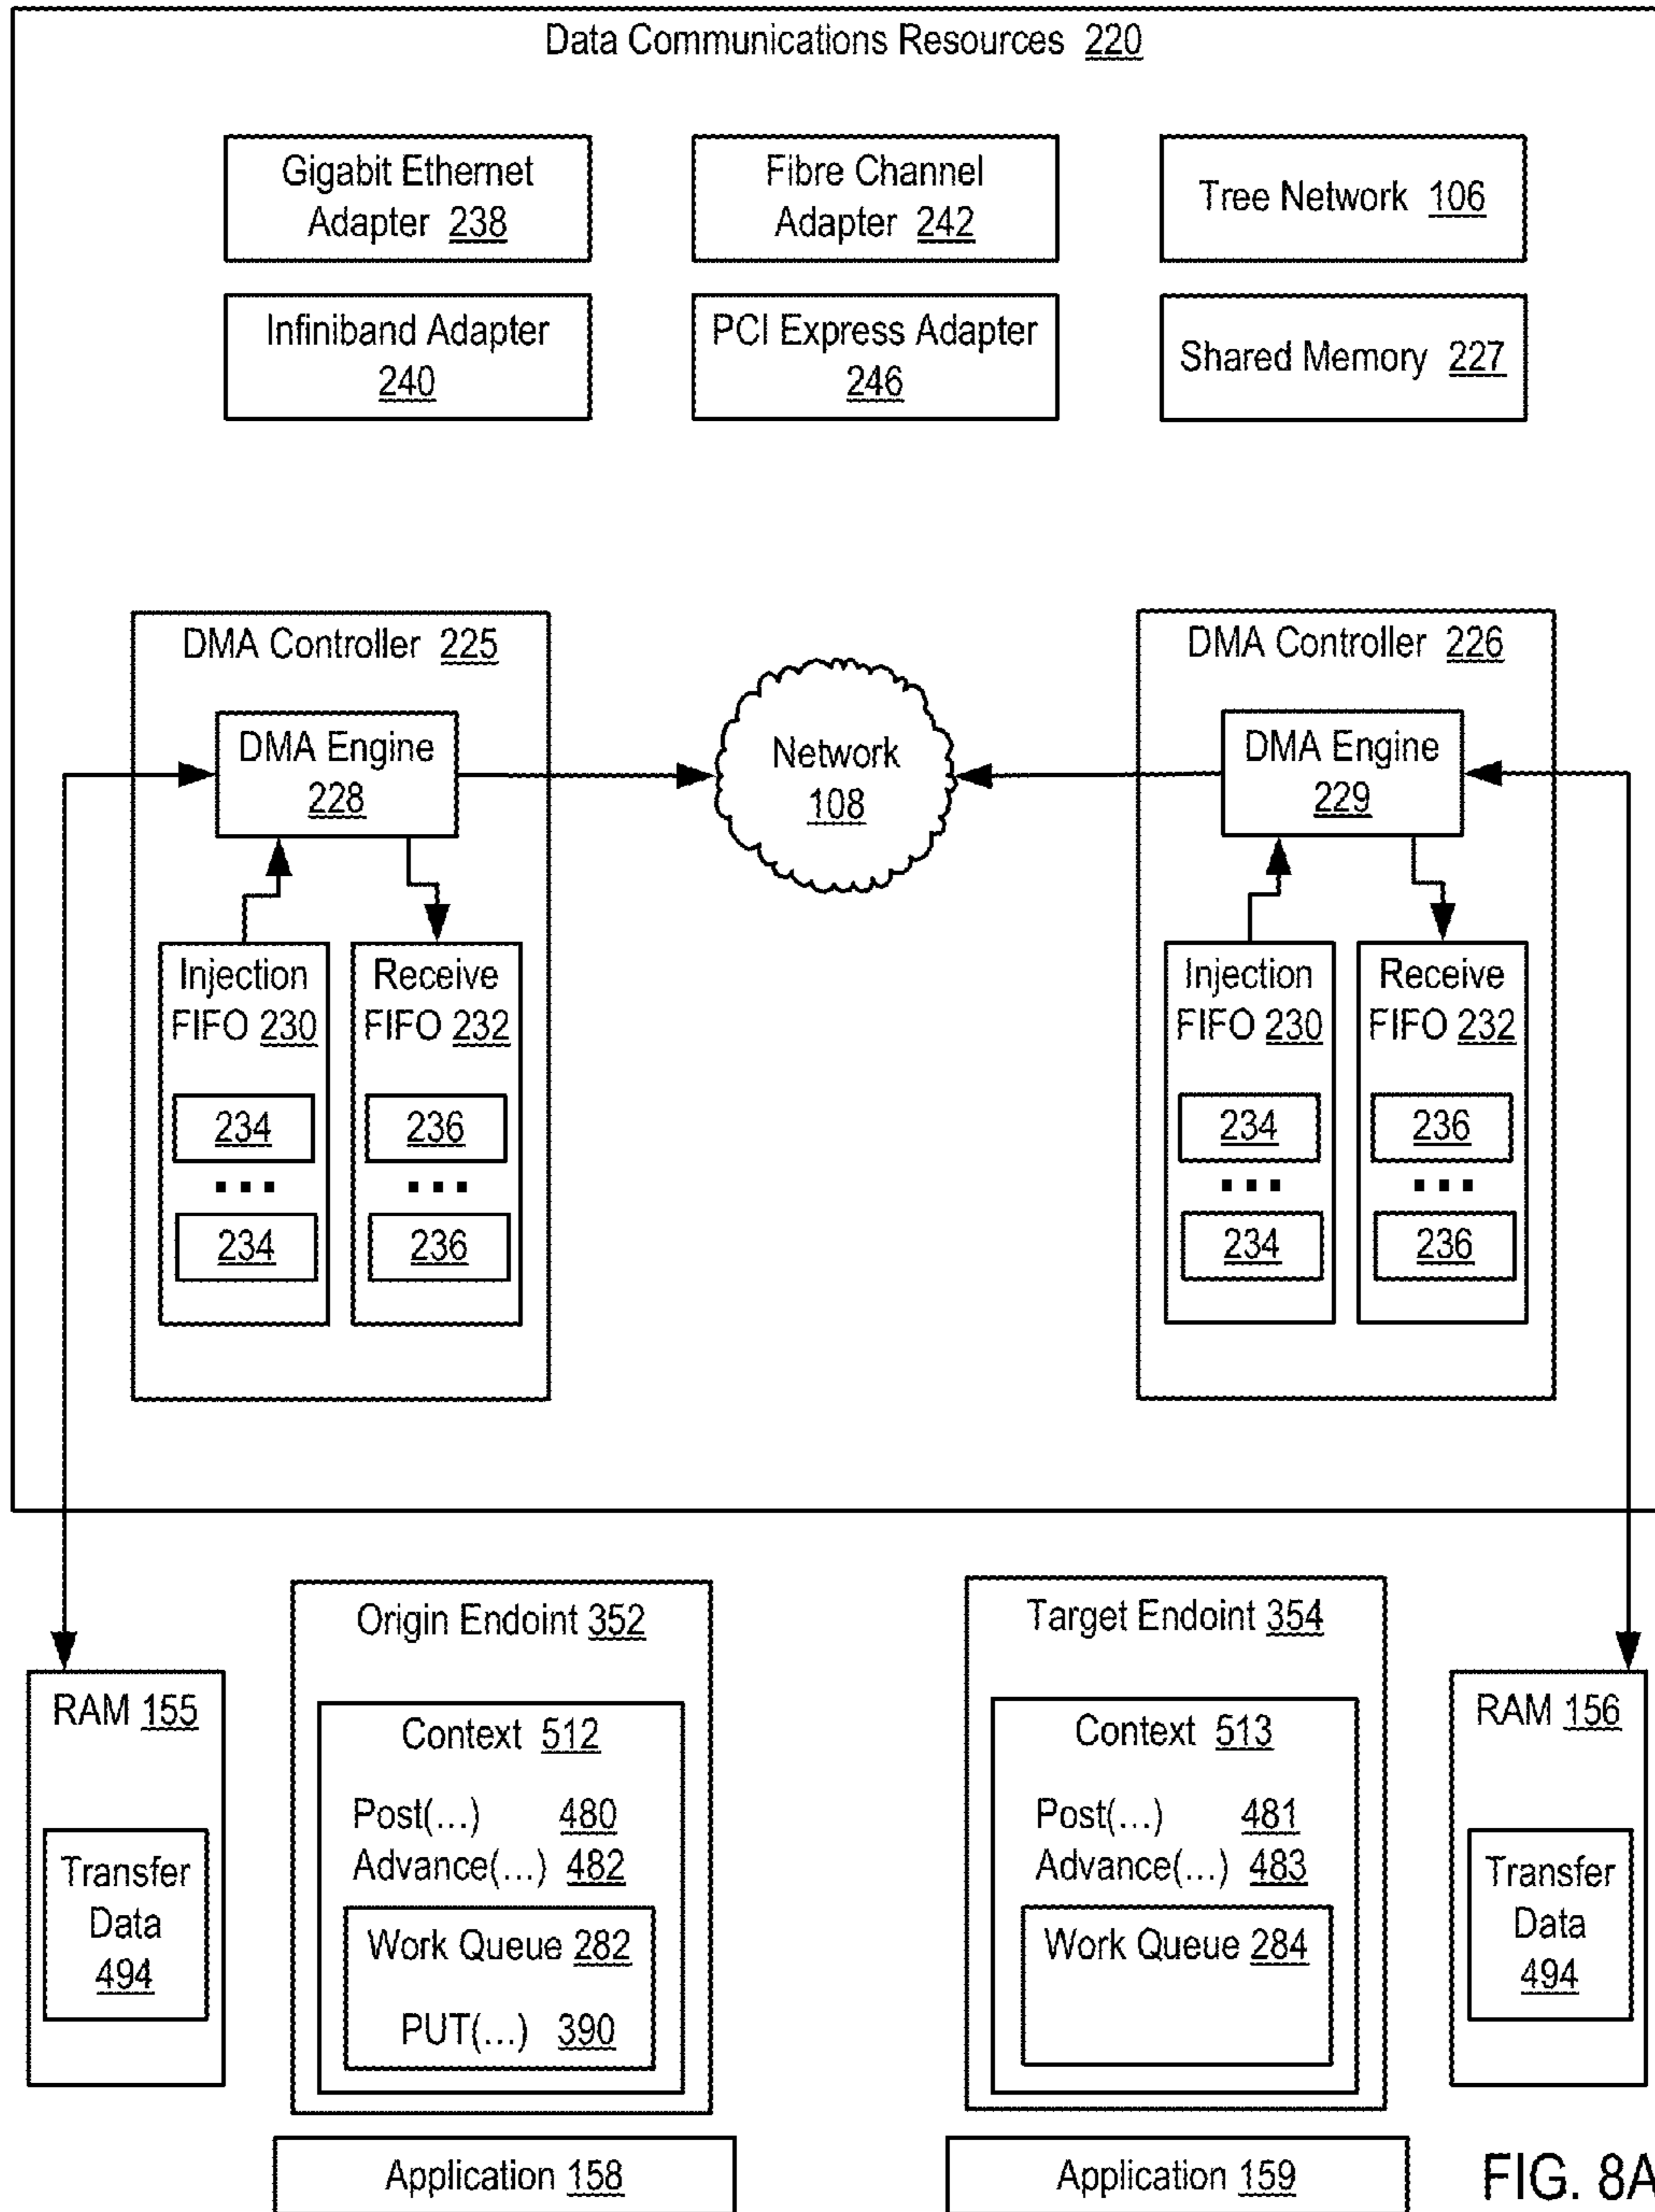 Data Communications Resources 220
Gigabit Ethernet
Adapter 238
Fibre Channel
Adapter 242
Tree Network 106
Infiniband Adapter
240
PCI Express Adapter
246
Shared Memory 227
DMA Controller 225
DMA Engine
228
Injection
FIFO 230
234
...
234
Receive
FIFO 232
236
...
236
Network
108
DMA Controller 226
DMA Engine
229
Injection
FIFO 230
234
...
234
Receive
FIFO 232
236
...
236
RAM 155
Transfer
Data
494
Origin Endoint 352
Context 512
Post(...) 480
Advance(...) 482
Work Queue 282
PUT(...) 390
Target Endoint 354
Context 513
Post(...) 481
Advance(...) 483
Work Queue 284
RAM 156
Transfer
Data
494
Application 158
Application 159
FIG. 8A